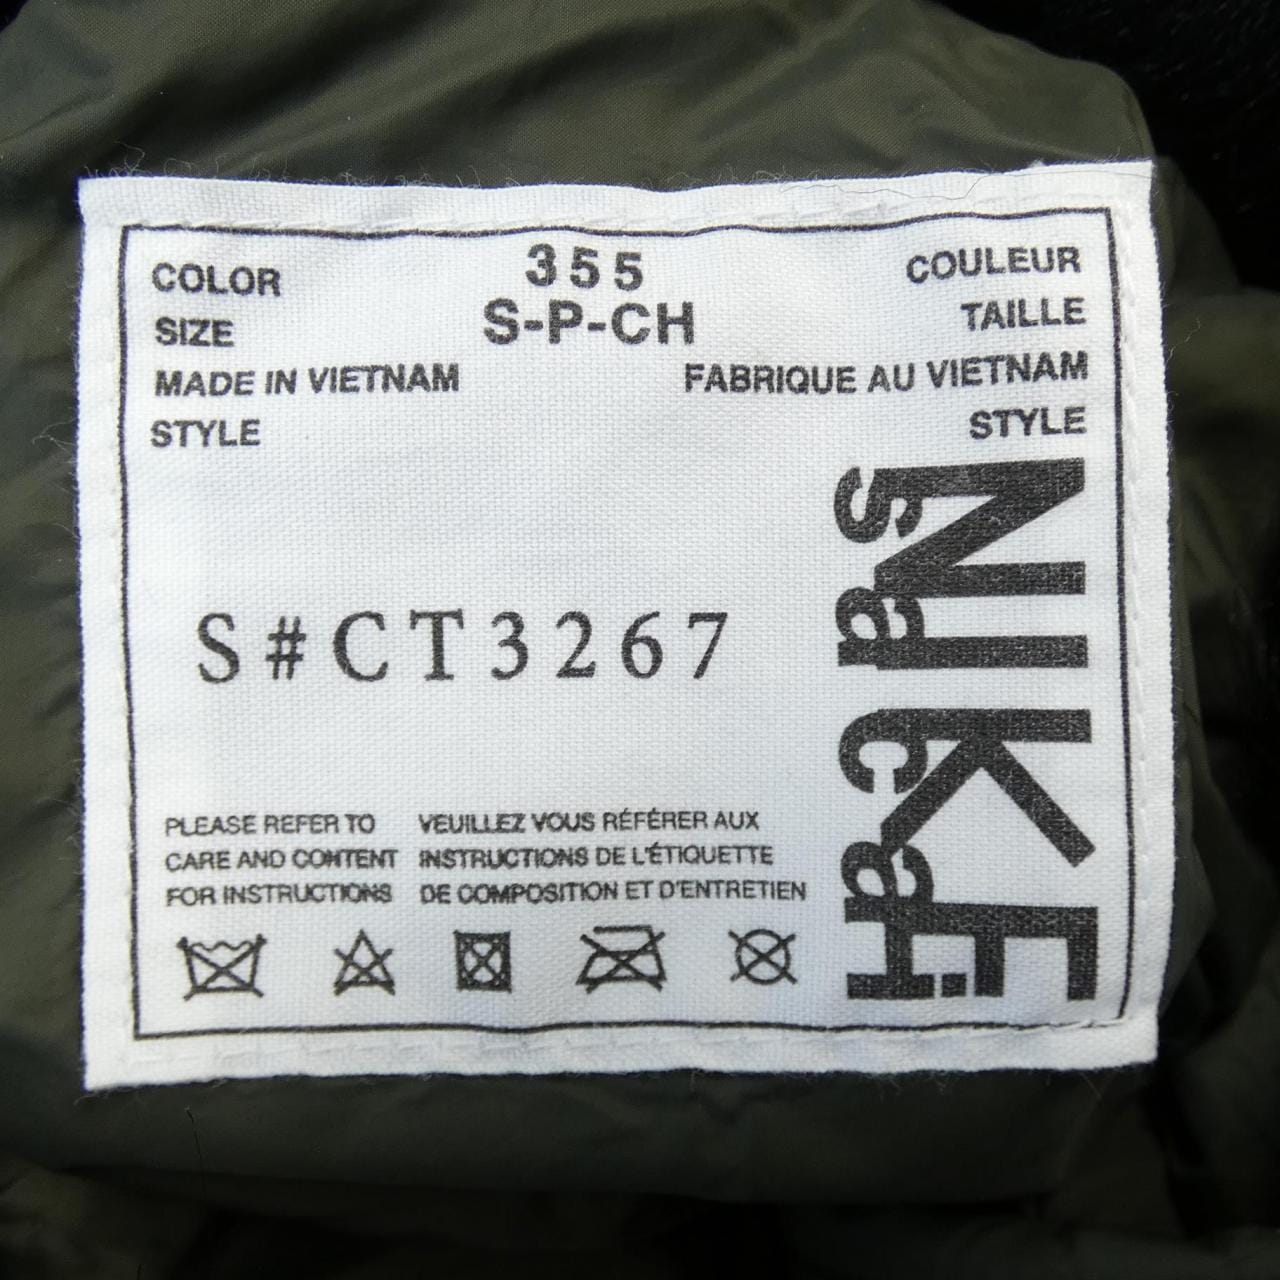 COLOR 355 COULEUR
SIZE S-P-CH TAILLE
MADE IN VIETNAM FABRIQUE AU VIETNAM
STYLE STYLE
S#CT3267
NIKE
sacai
PLEASE REFER TO
CARE AND CONTENT
FOR INSTRUCTIONS
VEUILLEZ VOUS RÉFÉRER AUX
INSTRUCTIONS DE L'ÉTIQUETTE
DE COMPOSITION ET D'ENTRETIEN